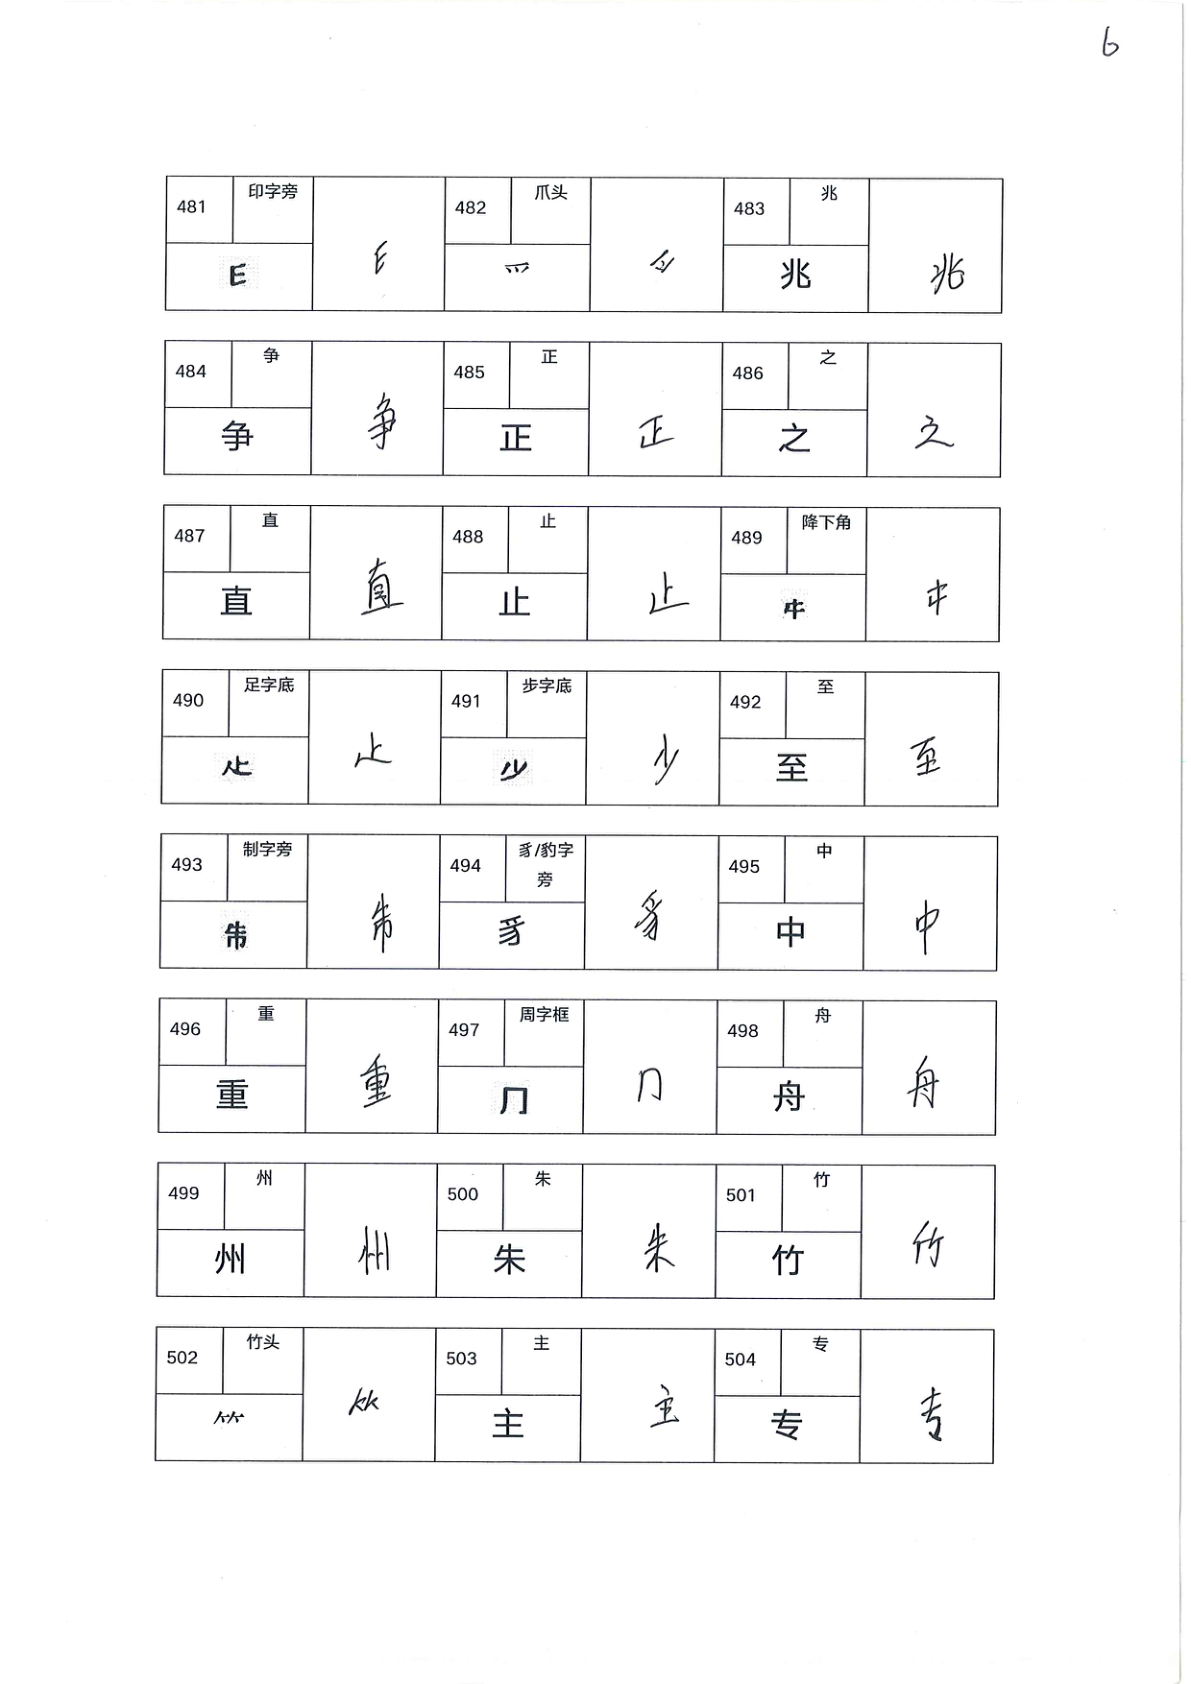 6
481 印字旁 482 爪头 483 兆
E E 爫 爫 兆 兆
484 争 485 正 486 之
争 争 正 正 之 之
487 直 488 止 489 降下角
直 直 止 止 㐄 㐄
490 足字底 491 步字底 492 至
龰 龰 少 少 至 至
493 制字旁 494 豸/豹字旁 495 中
豸 豸 中 中
496 重 497 周字框 498 舟
重 重 ⺆ ⺆ 舟 舟
499 州 500 朱 501 竹
州 州 朱 朱 竹 竹
502 竹头 503 主 504 专
⺮ ⺮ 主 主 专 专